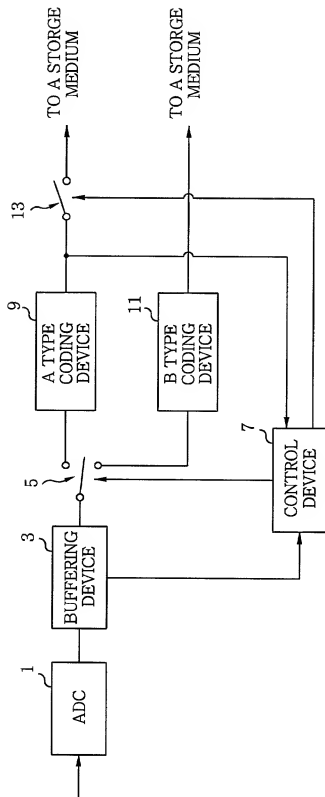 1
ADC
3
BUFFERING
DEVICE
5
9
A TYPE
CODING
DEVICE
13
TO A STORGE
MEDIUM
11
B TYPE
CODING
DEVICE
TO A STORGE
MEDIUM
7
CONTROL
DEVICE